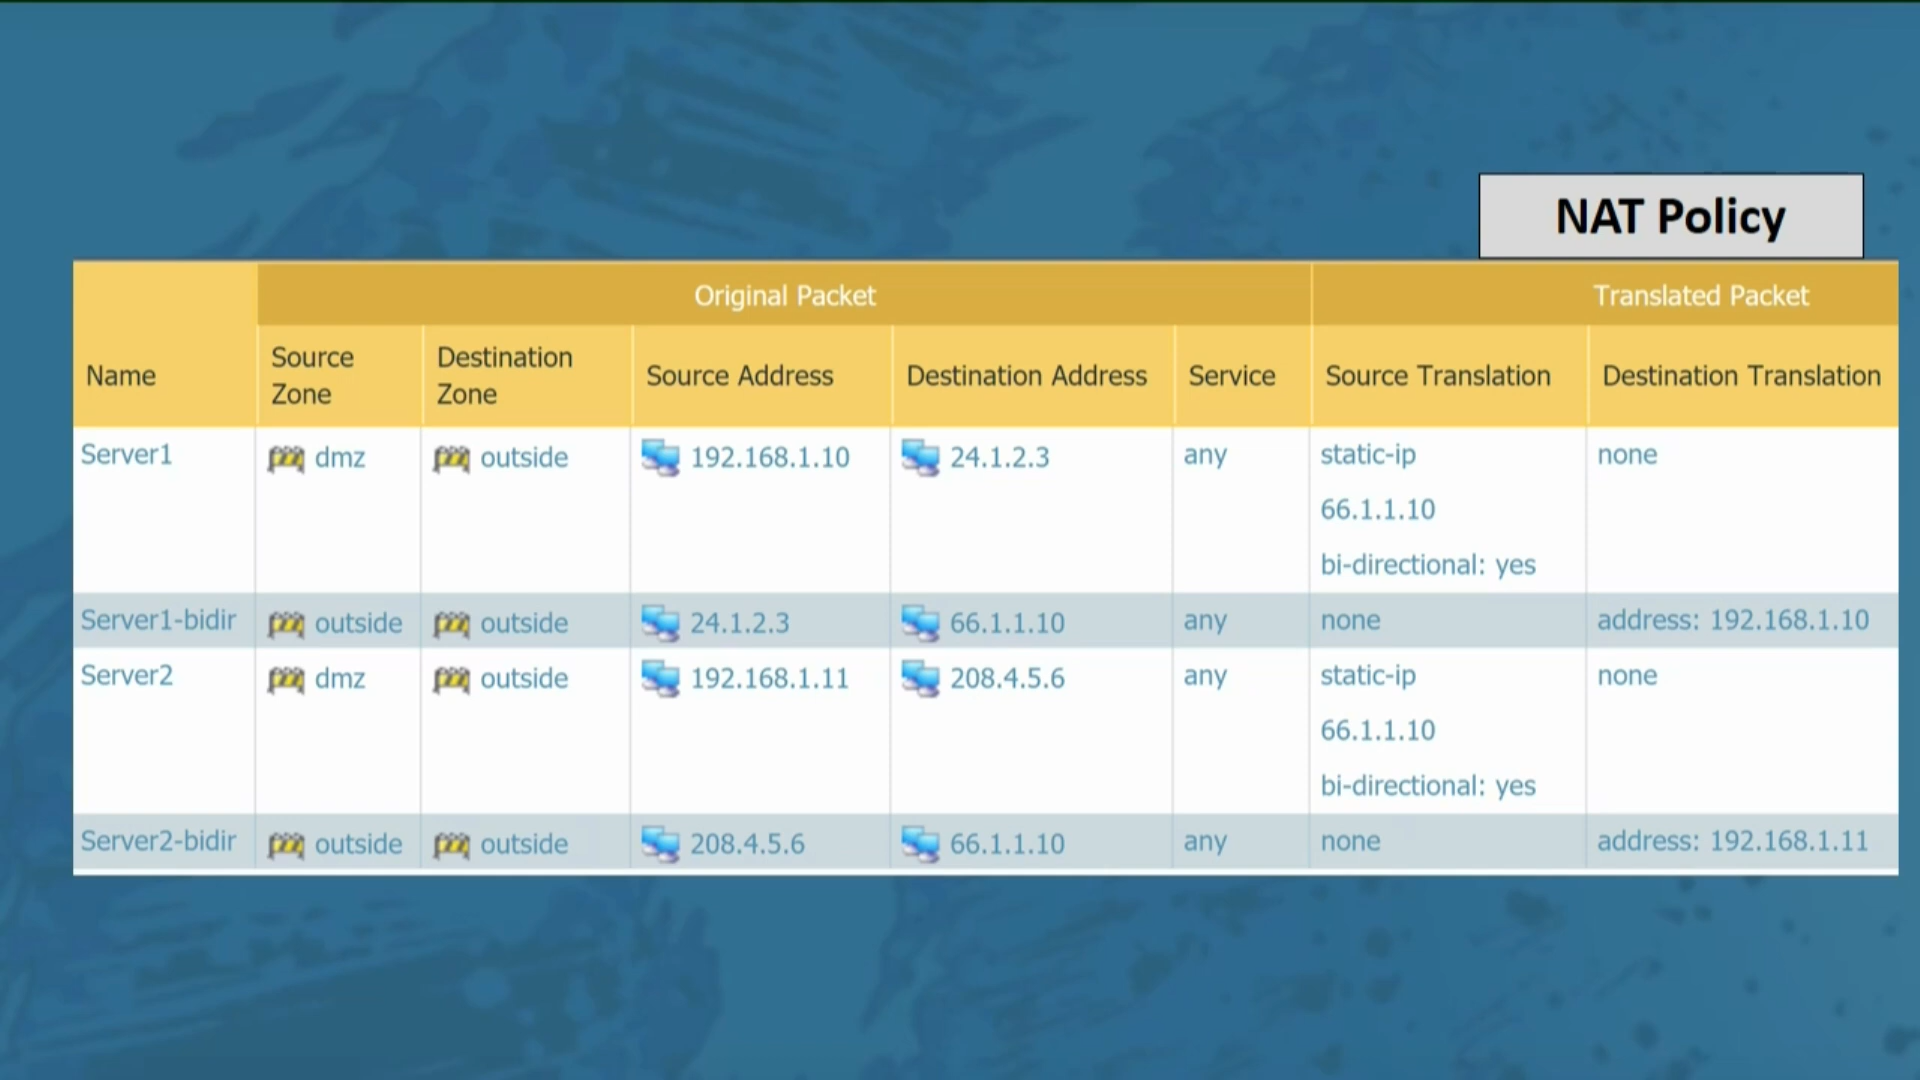 NAT Policy
Original Packet
Translated Packet
Name
Source Zone
Destination Zone
Source Address
Destination Address
Service
Source Translation
Destination Translation
Server1
dmz
outside
192.168.1.10
24.1.2.3
any
static-ip
66.1.1.10
bi-directional: yes
none
Server1-bidir
outside
outside
24.1.2.3
66.1.1.10
any
none
address: 192.168.1.10
Server2
dmz
outside
192.168.1.11
208.4.5.6
any
static-ip
66.1.1.10
bi-directional: yes
none
Server2-bidir
outside
outside
208.4.5.6
66.1.1.10
any
none
address: 192.168.1.11